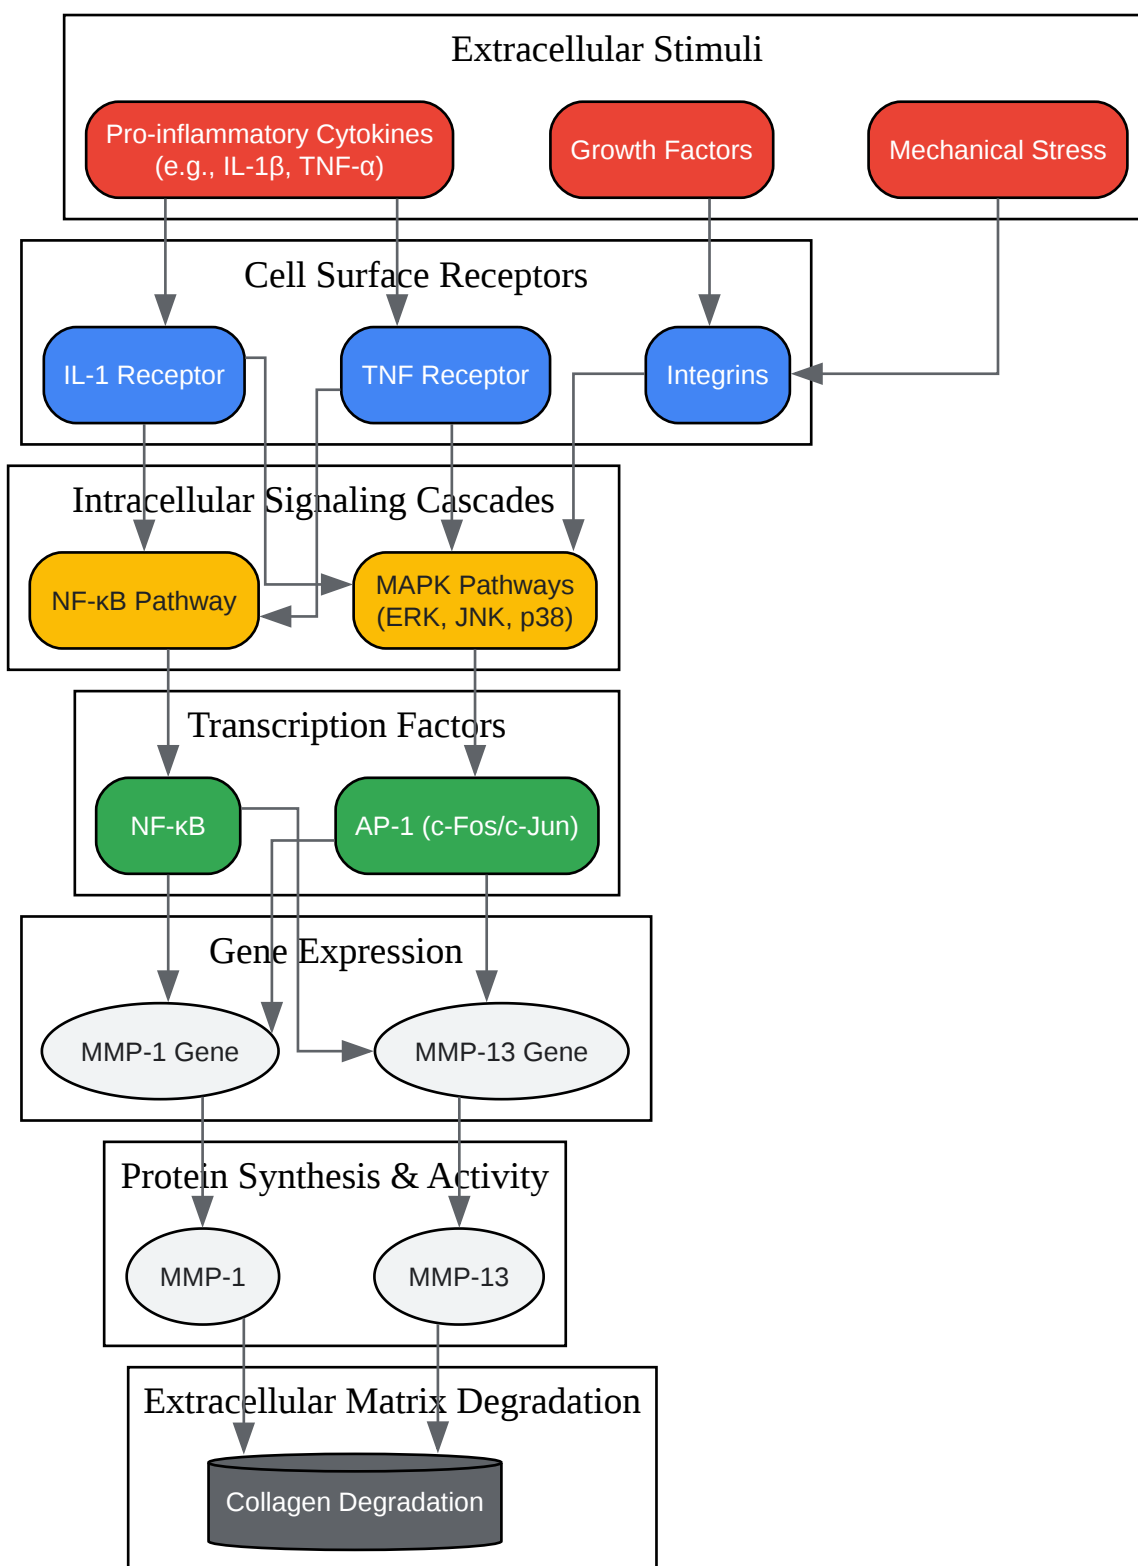 Extracellular Stimuli
Pro-inflammatory Cytokines
(e.g., IL-1β, TNF-α)
Growth Factors
Mechanical Stress
Cell Surface Receptors
IL-1 Receptor
TNF Receptor
Integrins
Intracellular Signaling Cascades
NF-κB Pathway
MAPK Pathways
(ERK, JNK, p38)
Transcription Factors
NF-κB
AP-1 (c-Fos/c-Jun)
Gene Expression
MMP-1 Gene
MMP-13 Gene
Protein Synthesis & Activity
MMP-1
MMP-13
Extracellular Matrix Degradation
Collagen Degradation